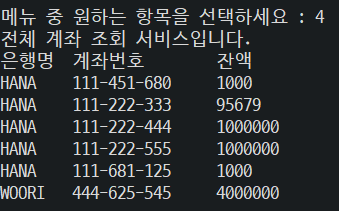 메뉴 중 원하는 항목을 선택하세요 : 4
전체 계좌 조회 서비스입니다.
은행명 계좌번호 잔액
HANA 111-451-680 1000
HANA 111-222-333 95679
HANA 111-222-444 1000000
HANA 111-222-555 1000000
HANA 111-681-125 1000
WOORI 444-625-545 4000000